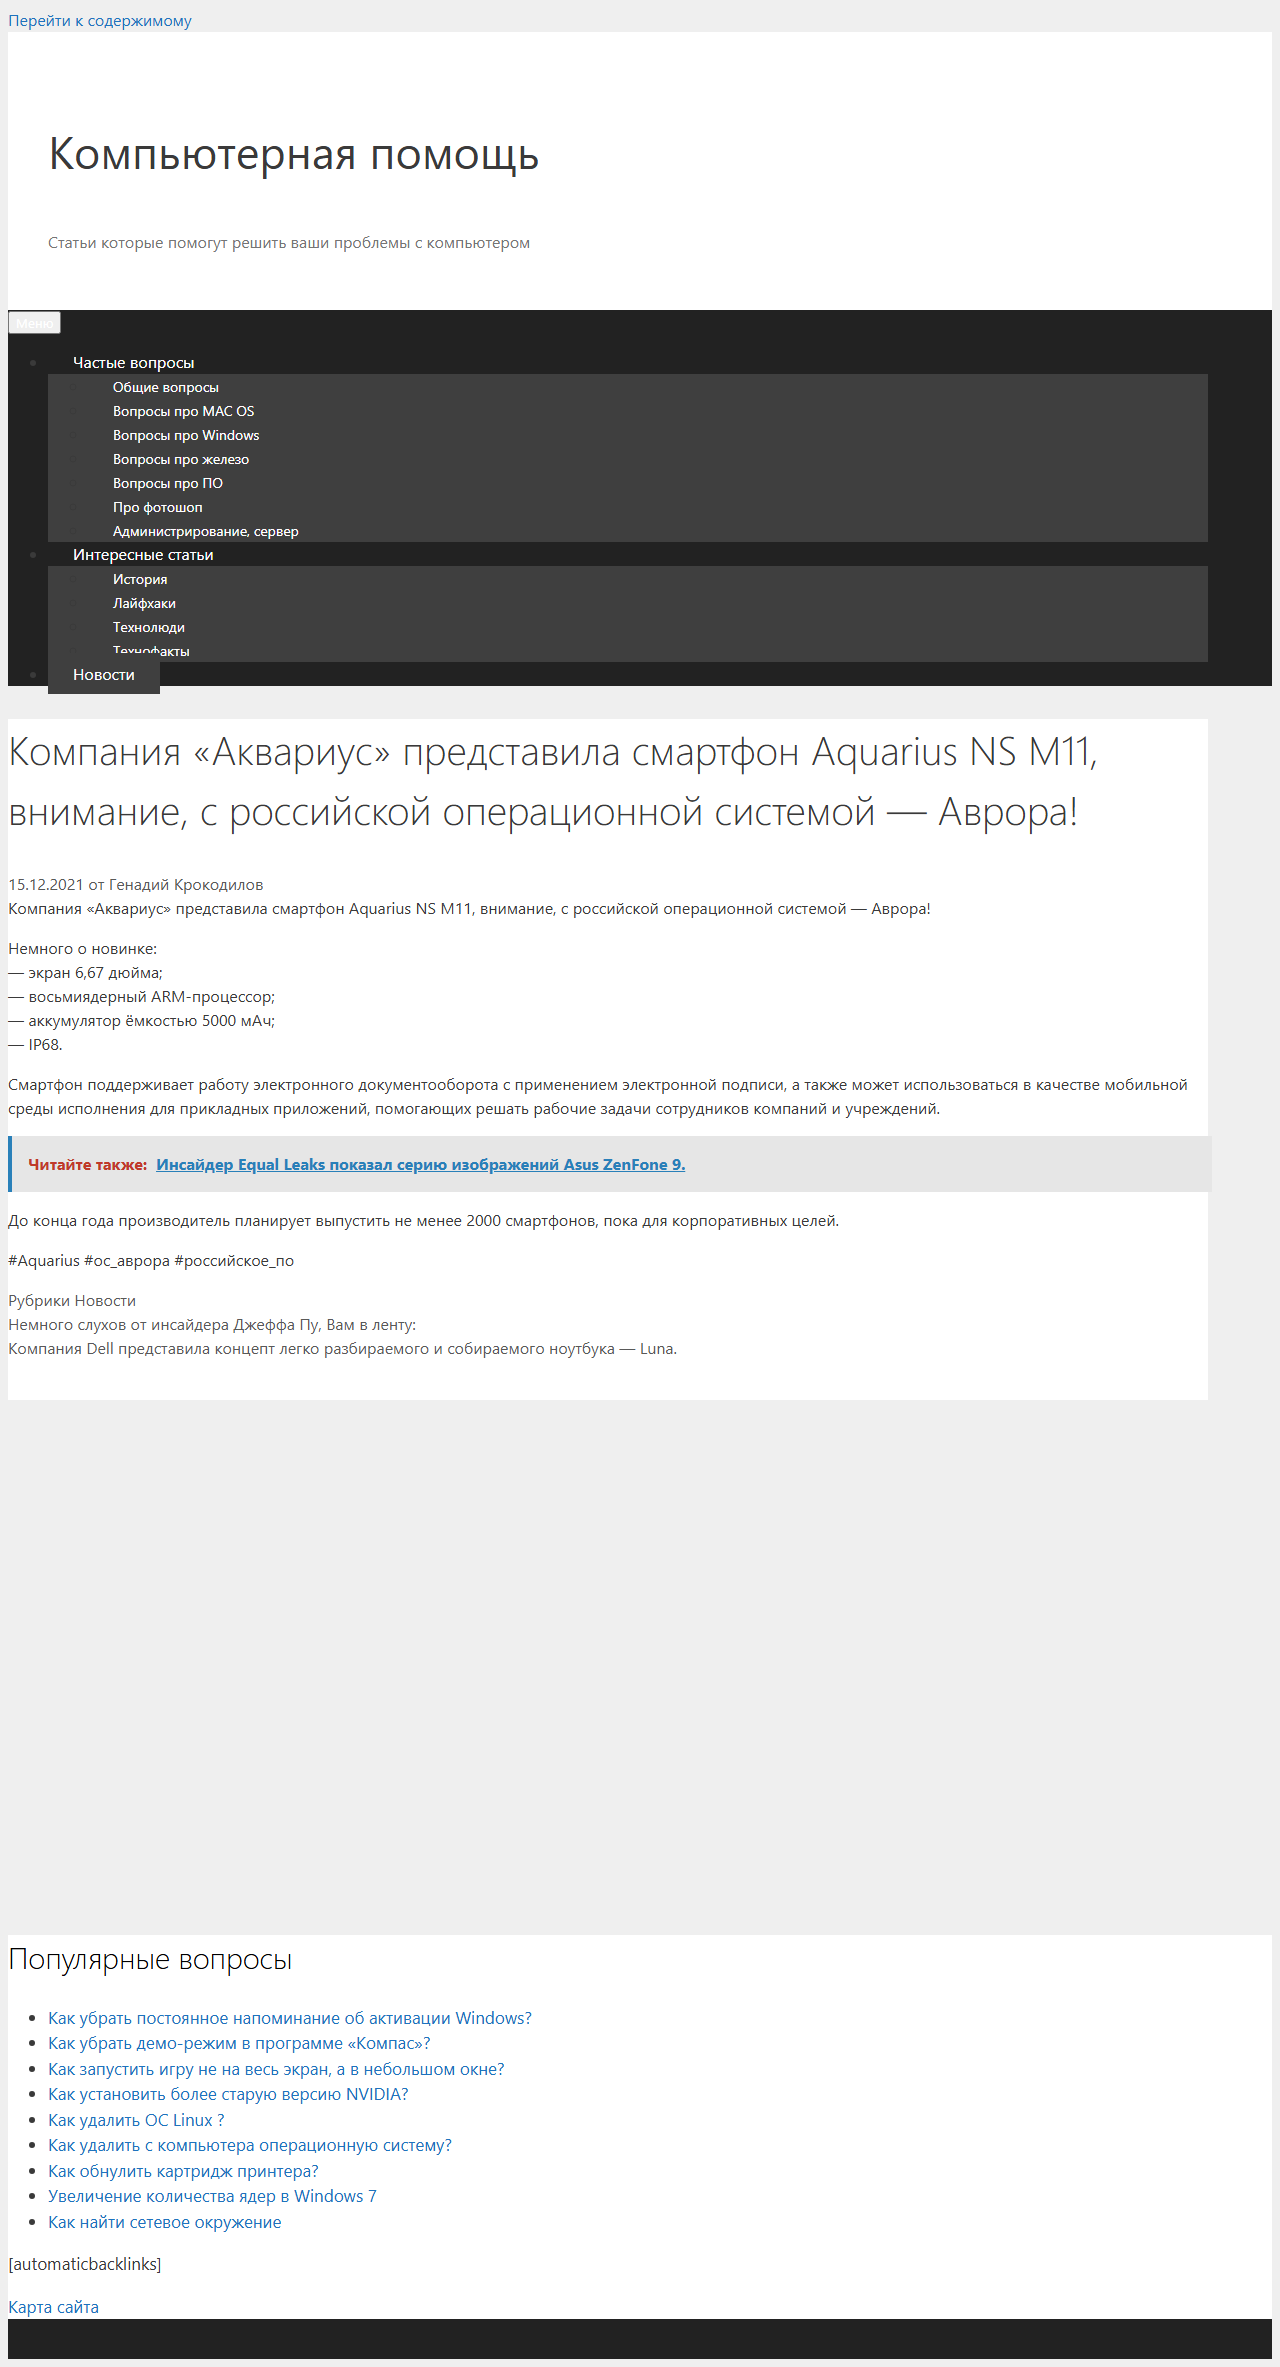 Перейти к содержимому
Компьютерная помощь
Статьи которые помогут решить ваши проблемы с компьютером
Меню
Частые вопросы
Общие вопросы
Вопросы про MAC OS
Вопросы про Windows
Вопросы про железо
Вопросы про ПО
Про фотошоп
Администрирование, сервер
Интересные статьи
История
Лайфхаки
Технолюди
Технофакты
Новости
Компания «Аквариус» представила смартфон Aquarius NS M11,
внимание, с российской операционной системой — Аврора!
15.12.2021 от Генадий Крокодилов
Компания «Аквариус» представила смартфон Aquarius NS M11, внимание, с российской операционной системой — Аврора!
Немного о новинке:
— экран 6,67 дюйма;
— восьмиядерный ARM-процессор;
— аккумулятор ёмкостью 5000 мАч;
— IP68.
Смартфон поддерживает работу электронного документооборота с применением электронной подписи, а также может использоваться в качестве мобильной
среды исполнения для прикладных приложений, помогающих решать рабочие задачи сотрудников компаний и учреждений.
Читайте также: Инсайдер Equal Leaks показал серию изображений Asus ZenFone 9.
До конца года производитель планирует выпустить не менее 2000 смартфонов, пока для корпоративных целей.
#Aquarius #ос_аврора #российское_по
Рубрики Новости
Немного слухов от инсайдера Джеффа Пу, Вам в ленту:
Компания Dell представила концепт легко разбираемого и собираемого ноутбука — Luna.
Популярные вопросы
Как убрать постоянное напоминание об активации Windows?
Как убрать демо-режим в программе «Компас»?
Как запустить игру не на весь экран, а в небольшом окне?
Как установить более старую версию NVIDIA?
Как удалить ОС Linux ?
Как удалить с компьютера операционную систему?
Как обнулить картридж принтера?
Увеличение количества ядер в Windows 7
Как найти сетевое окружение
[automaticbacklinks]
Карта сайта